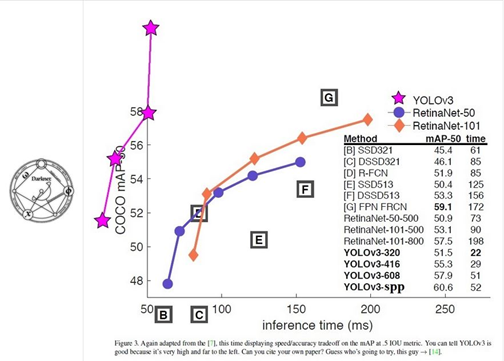 Darknet
G
YOLOv3
RetinaNet-50
RetinaNet-101
Method mAP-50 time
[B] SSD321 45.4 61
[C] DSSD321 46.1 85
[D] R-FCN 51.9 85
[E] SSD513 50.4 125
[F] DSSD513 53.3 156
[G] FPN FRCN 59.1 172
RetinaNet-50-500 50.9 73
RetinaNet-101-500 53.1 90
RetinaNet-101-800 57.5 198
YOLOv3-320 51.5 22
YOLOv3-416 55.3 29
YOLOv3-608 57.9 51
YOLOv3-spp 60.6 52
COCO mAP-50
58
56
54
52
50
48
D
E
F
B
C
50 100 150 200 250
inference time (ms)
Figure 3. Again adapted from the [7], this time displaying speed/accuracy tradeoff on the mAP at .5 IOU metric. You can tell YOLOv3 is
good because it's very high and far to the left. Can you cite your own paper? Guess who's going to try, this guy → [14].